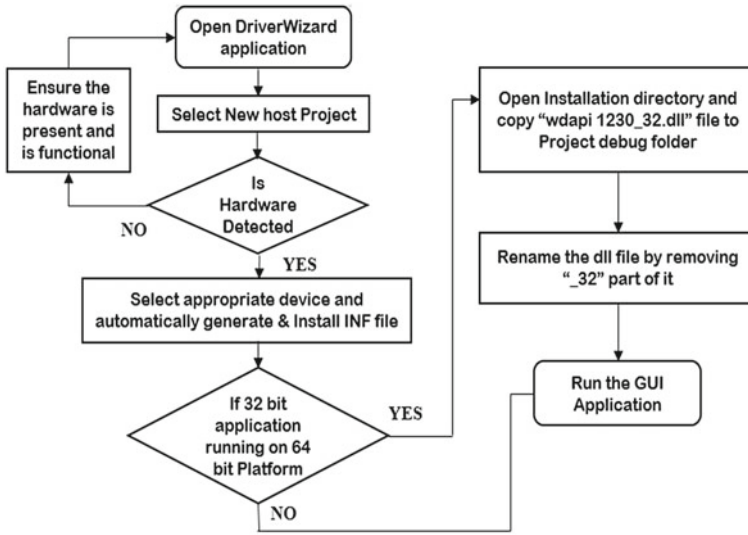 Open DriverWizard
application
Ensure the
hardware is
present and
is functional
Select New host Project
Is
Hardware
Detected
NO
YES
Select appropriate device and
automatically generate & Install INF file
If 32 bit
application
running on 64
bit Platform
YES
NO
Open Installation directory and
copy “wdapi 1230_32.dll” file to
Project debug folder
Rename the dll file by removing
“_32” part of it
Run the GUI
Application